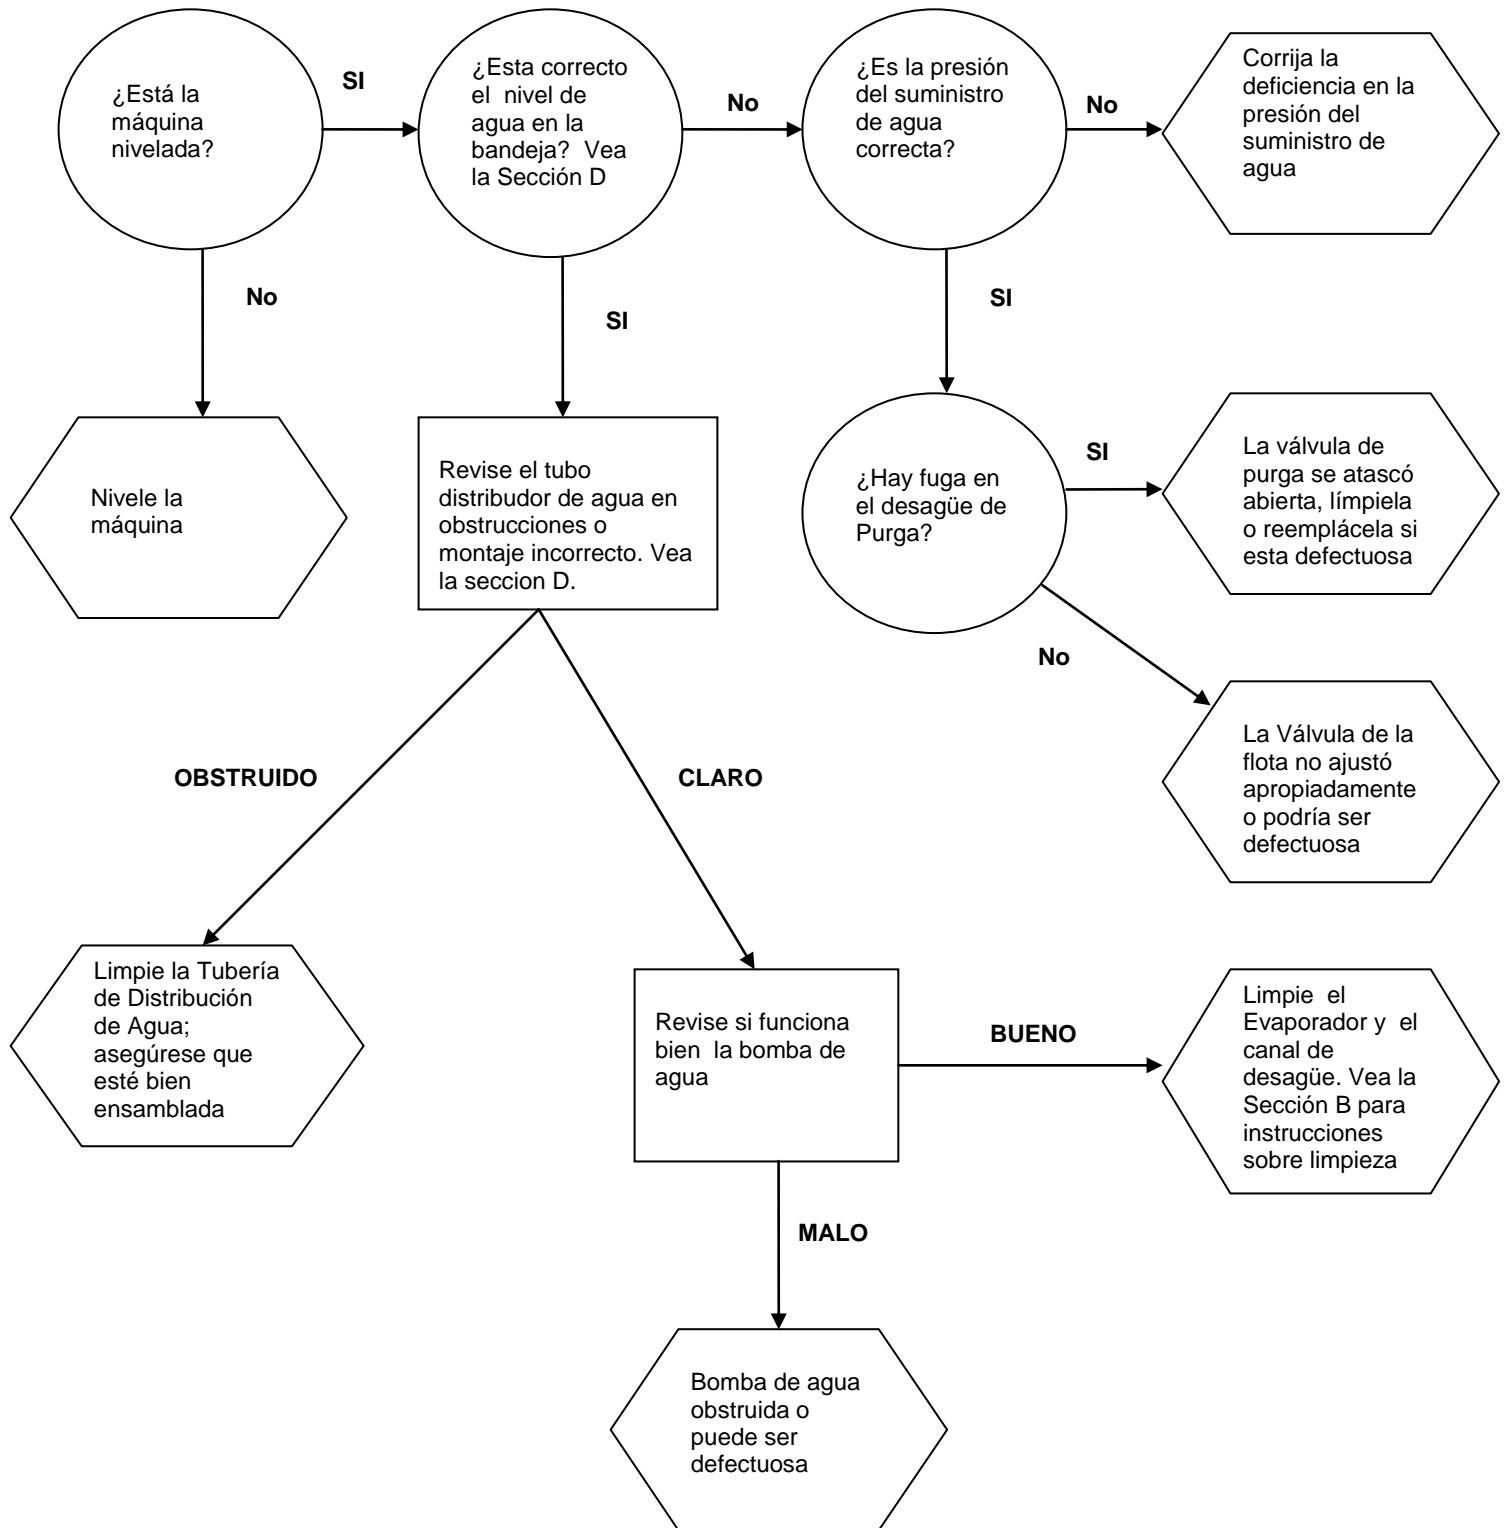 ¿Está la
máquina
nivelada?
SI
¿Esta correcto
el nivel de
agua en la
bandeja? Vea
la Sección D
No
¿Es la presión
del suministro
de agua
correcta?
No
Corrija la
deficiencia en la
presión del
suministro de
agua
No
SI
SI
Nivele la
máquina
Revise el tubo
distribudor de agua en
obstrucciones o
montaje incorrecto. Vea
la seccion D.
¿Hay fuga en
el desagüe de
Purga?
SI
La válvula de
purga se atascó
abierta, límpiela
o reemplácela si
esta defectuosa
No
La Válvula de la
flota no ajustó
apropiadamente
o podría ser
defectuosa
OBSTRUIDO
CLARO
Limpie la Tubería
de Distribución
de Agua;
asegúrese que
esté bien
ensamblada
Revise si funciona
bien la bomba de
agua
BUENO
Limpie el
Evaporador y el
canal de
desagüe. Vea la
Sección B para
instrucciones
sobre limpieza
MALO
Bomba de agua
obstruida o
puede ser
defectuosa